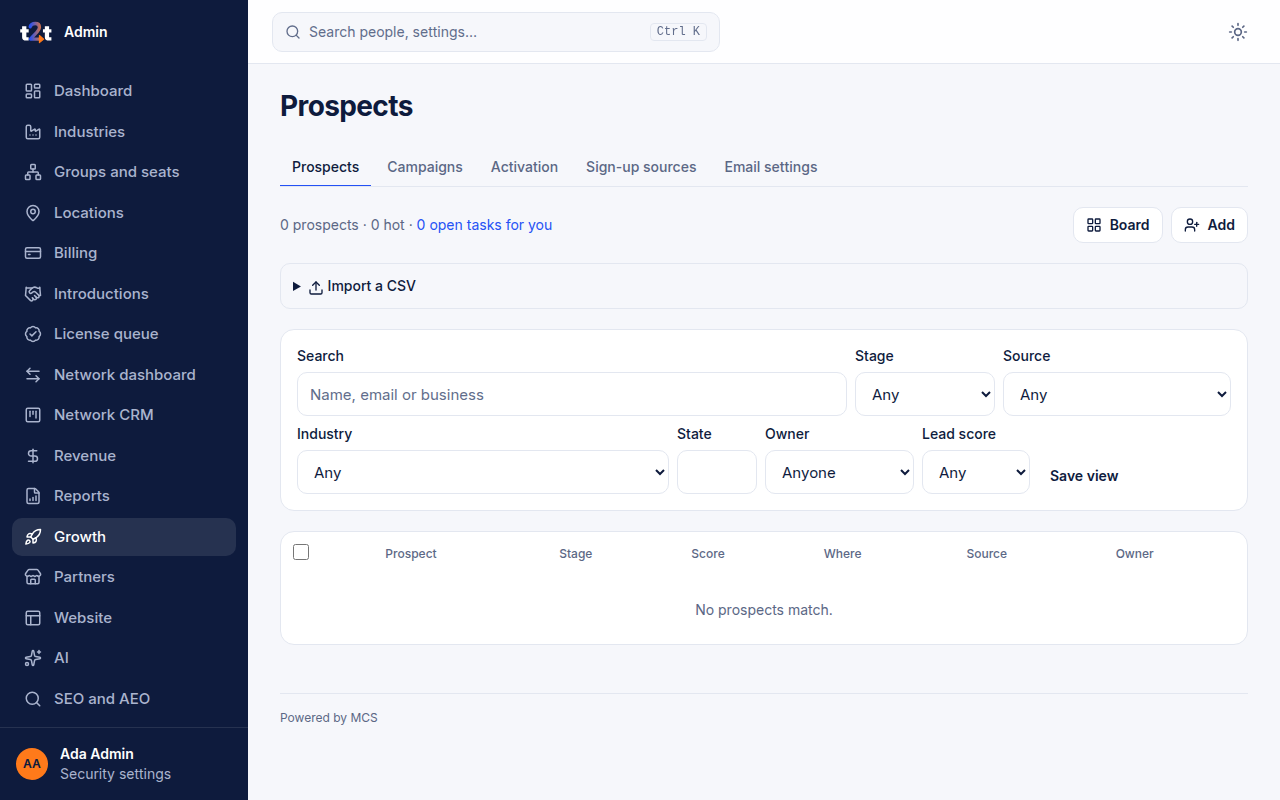 t2t Admin
Search people, settings...
Ctrl K
Dashboard
Industries
Groups and seats
Locations
Billing
Introductions
License queue
Network dashboard
Network CRM
Revenue
Reports
Growth
Partners
Website
AI
SEO and AEO
AA
Ada Admin
Security settings
Prospects
Prospects Campaigns Activation Sign-up sources Email settings
0 prospects · 0 hot · 0 open tasks for you
Board Add
Import a CSV
Search Stage Source
Name, email or business Any Any
Industry State Owner Lead score
Any Anyone Any Save view
Prospect Stage Score Where Source Owner
No prospects match.
Powered by MCS